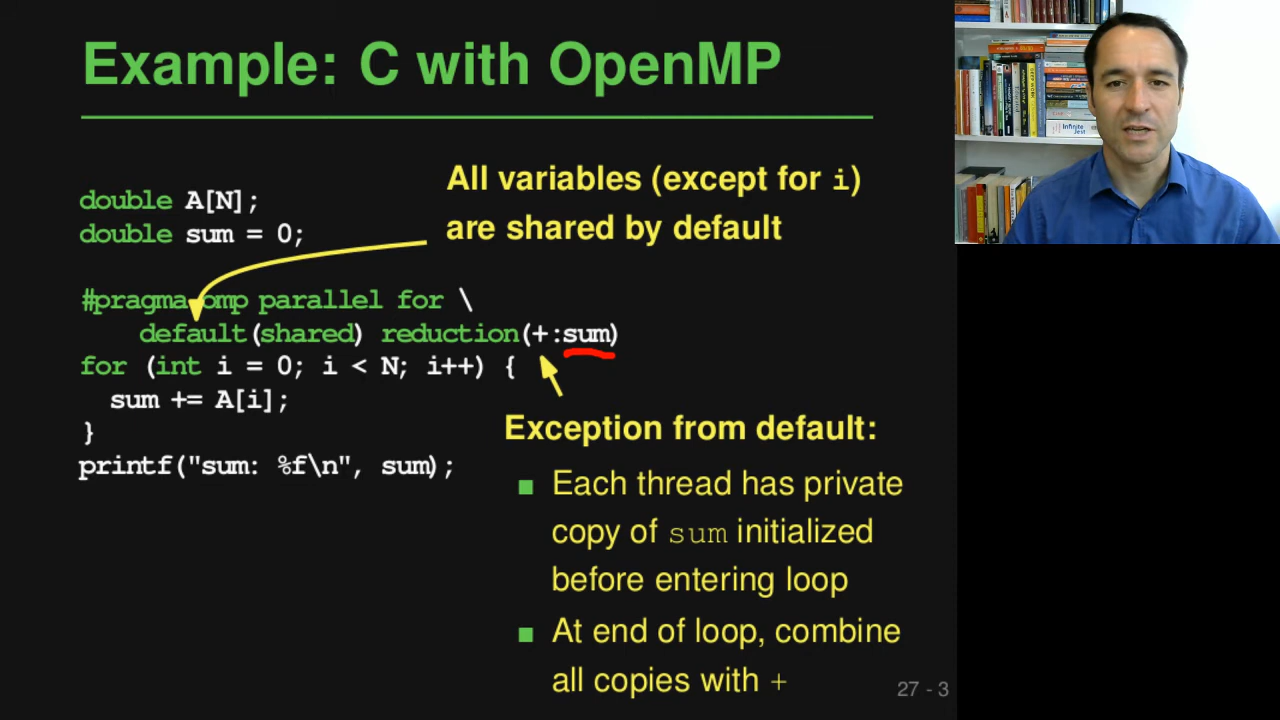 Example: C with OpenMP
All variables (except for i)
are shared by default
double A[N];
double sum = 0;
#pragma omp parallel for \
default(shared) reduction(+:sum)
for (int i = 0; i < N; i++) {
sum += A[i];
}
printf("sum: %f\n", sum);
Exception from default:
Each thread has private
copy of sum initialized
before entering loop
At end of loop, combine
all copies with +
27 - 3
Infinite
Jest